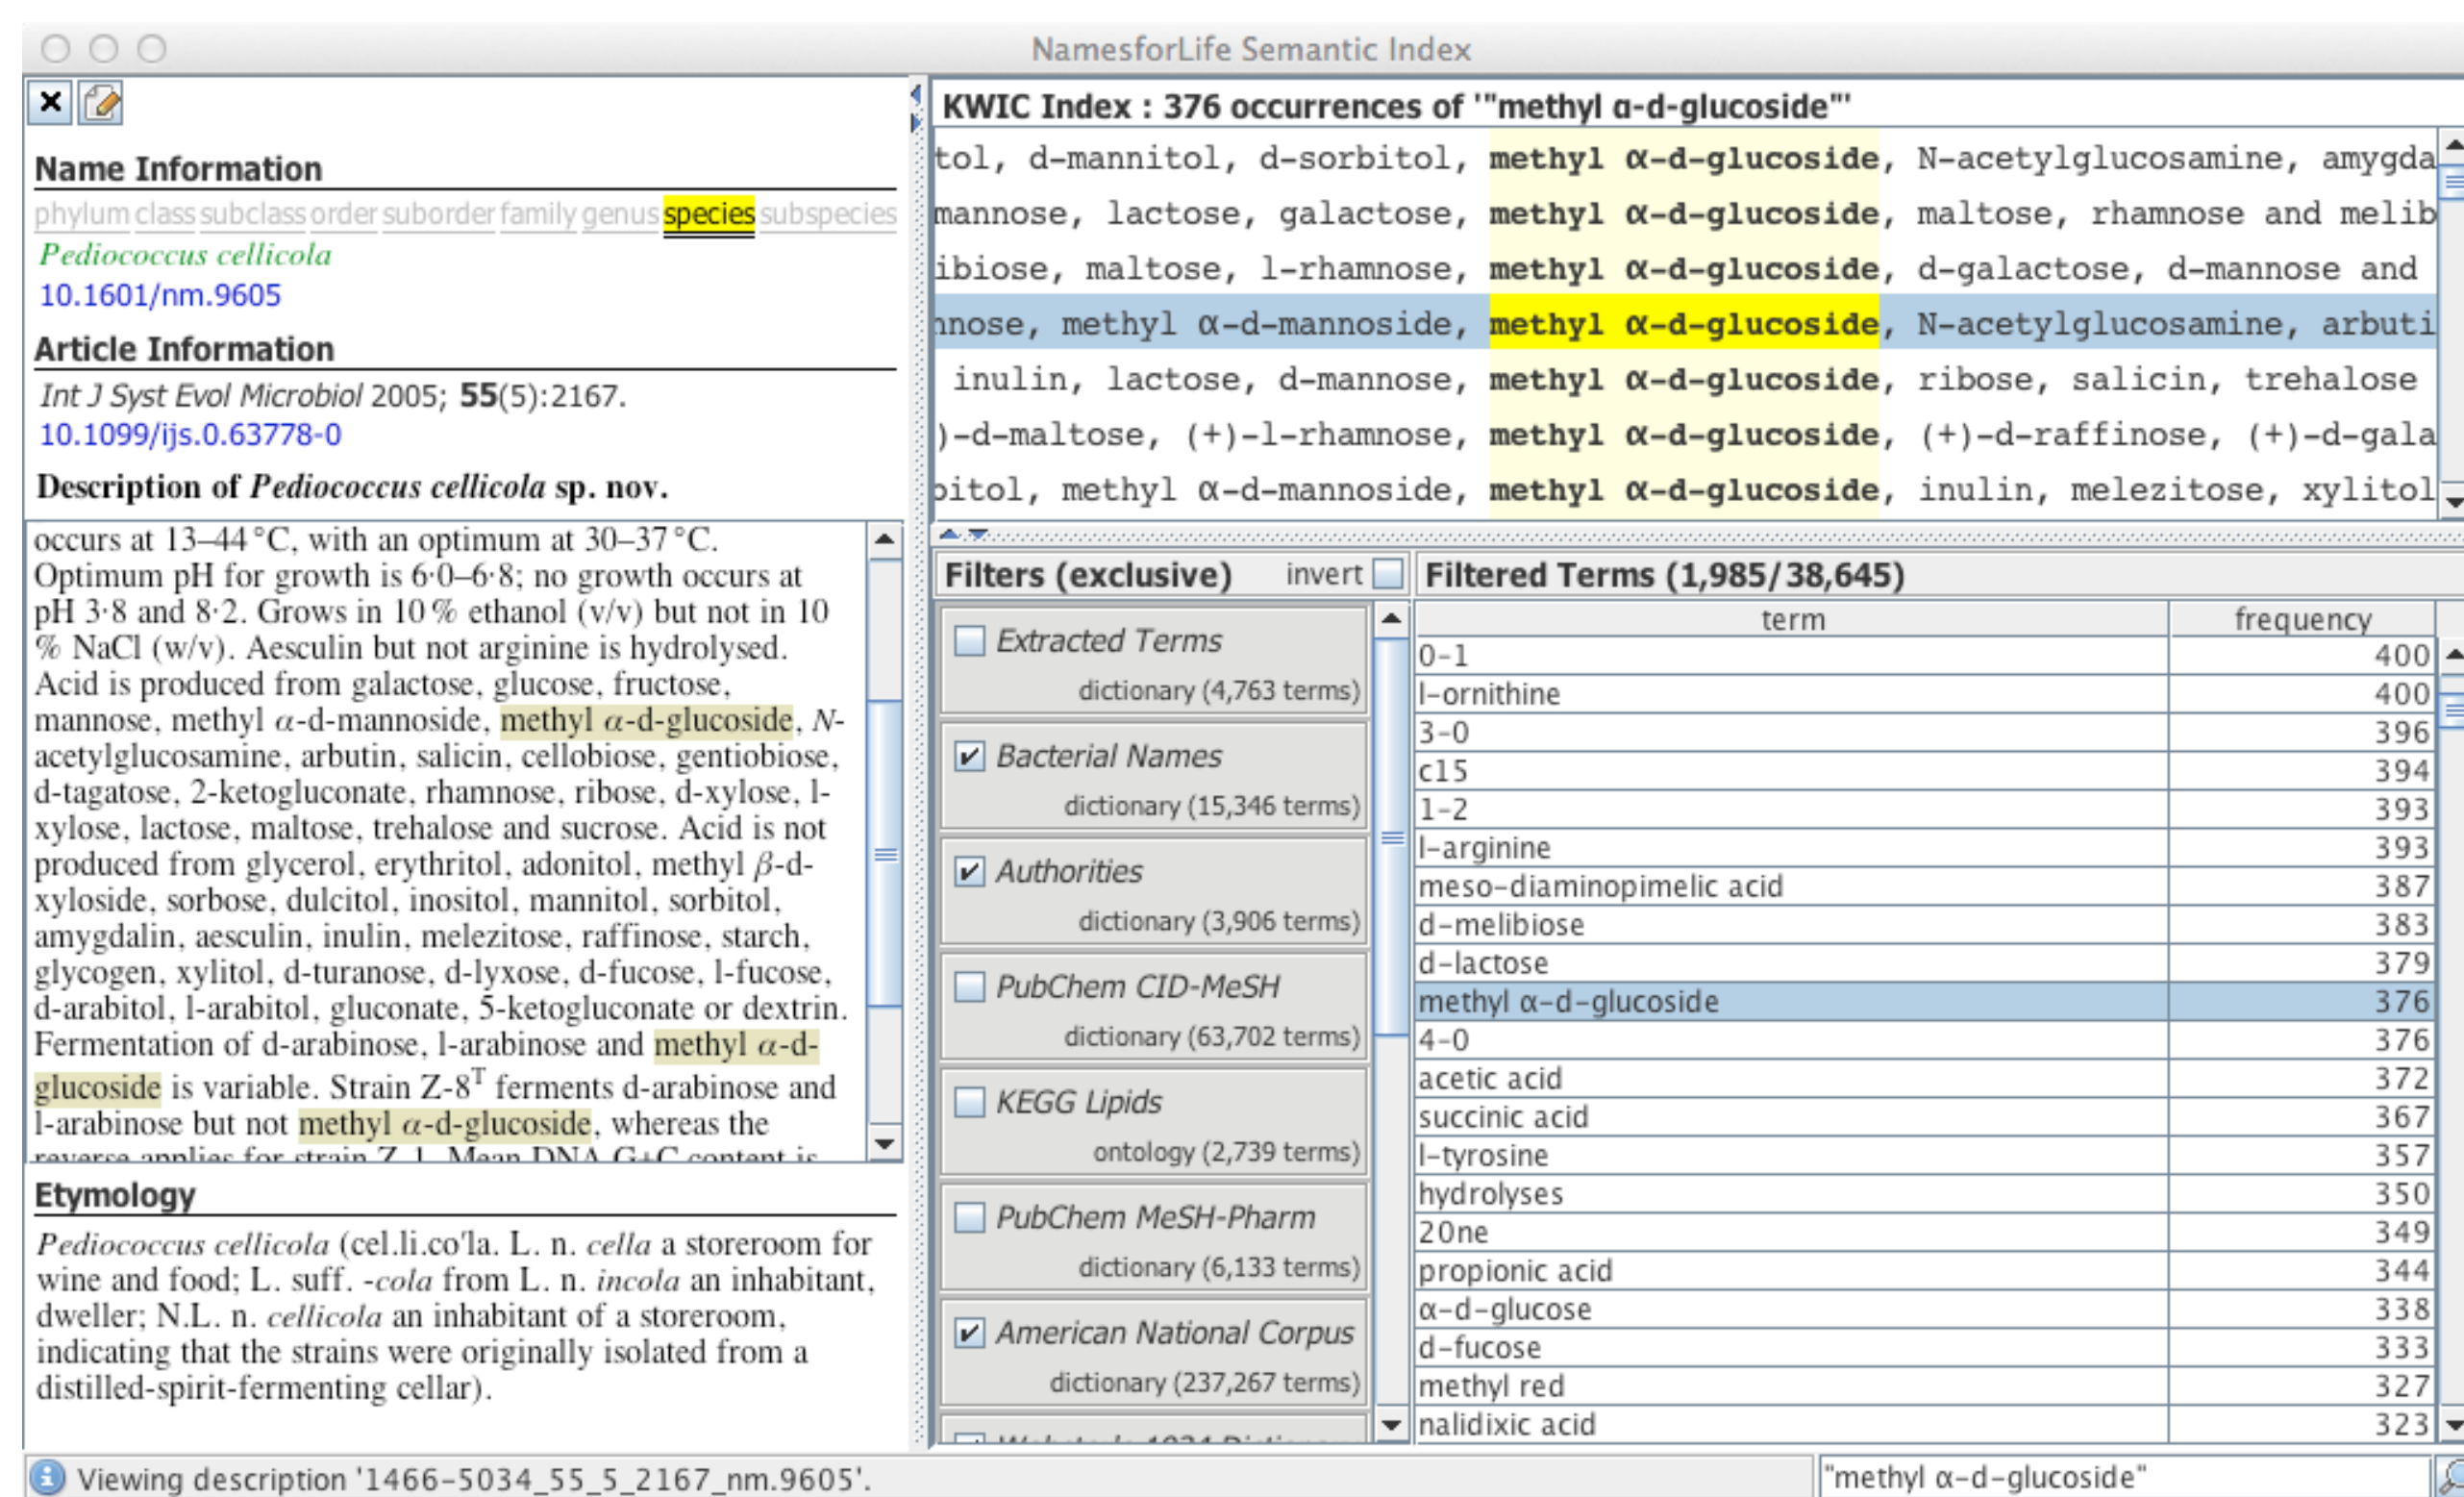 NamesforLife Semantic Index
Name Information
phylum class subclass order suborder family genus species subspecies
Pediococcus cellicola
10.1601/nm.9605
Article Information
Int J Syst Evol Microbiol 2005; 55(5):2167.
10.1099/ijs.0.63778-0
Description of Pediococcus cellicola sp. nov.
occurs at 13–44 °C, with an optimum at 30–37 °C.
Optimum pH for growth is 6·0–6·8; no growth occurs at
pH 3·8 and 8·2. Grows in 10 % ethanol (v/v) but not in 10
% NaCl (w/v). Aesculin but not arginine is hydrolysed.
Acid is produced from galactose, glucose, fructose,
mannose, methyl α-d-mannoside, methyl α-d-glucoside, N-
acetylglucosamine, arbutin, salicin, cellobiose, gentiobiose,
d-tagatose, 2-ketogluconate, rhamnose, ribose, d-xylose, l-
xylose, lactose, maltose, trehalose and sucrose. Acid is not
produced from glycerol, erythritol, adonitol, methyl β-d-
xyloside, sorbose, dulcitol, inositol, mannitol, sorbitol,
amygdalin, aesculin, inulin, melezitose, raffinose, starch,
glycogen, xylitol, d-turanose, d-lyxose, d-fucose, l-fucose,
d-arabitol, l-arabitol, gluconate, 5-ketogluconate or dextrin.
Fermentation of d-arabinose, l-arabinose and methyl α-d-
glucoside is variable. Strain Z-8T ferments d-arabinose and
l-arabinose but not methyl α-d-glucoside, whereas the
reverse applies for strain Z-1. Mean DNA G+C content is
Etymology
Pediococcus cellicola (cel.li.co'la. L. n. cella a storeroom for
wine and food; L. suff. -cola from L. n. incola an inhabitant,
dweller; N.L. n. cellicola an inhabitant of a storeroom,
indicating that the strains were originally isolated from a
distilled-spirit-fermenting cellar).
KWIC Index : 376 occurrences of '"methyl α-d-glucoside"'
tol, d-mannitol, d-sorbitol, methyl α-d-glucoside, N-acetylglucosamine, amygda
mannose, lactose, galactose, methyl α-d-glucoside, maltose, rhamnose and melib
ibiose, maltose, l-rhamnose, methyl α-d-glucoside, d-galactose, d-mannose and
nnose, methyl α-d-mannoside, methyl α-d-glucoside, N-acetylglucosamine, arbuti
inulin, lactose, d-mannose, methyl α-d-glucoside, ribose, salicin, trehalose
)-d-maltose, (+)-l-rhamnose, methyl α-d-glucoside, (+)-d-raffinose, (+)-d-gala
bitol, methyl α-d-mannoside, methyl α-d-glucoside, inulin, melezitose, xylitol
Filters (exclusive) invert
Extracted Terms
dictionary (4,763 terms)
Bacterial Names
dictionary (15,346 terms)
Authorities
dictionary (3,906 terms)
PubChem CID-MeSH
dictionary (63,702 terms)
KEGG Lipids
ontology (2,739 terms)
PubChem MeSH-Pharm
dictionary (6,133 terms)
American National Corpus
dictionary (237,267 terms)
Filtered Terms (1,985/38,645)
term frequency
0-1 400
l-ornithine 400
3-0 396
c15 394
1-2 393
l-arginine 393
meso-diaminopimelic acid 387
d-melibiose 383
d-lactose 379
methyl α-d-glucoside 376
4-0 376
acetic acid 372
succinic acid 367
l-tyrosine 357
hydrolyses 350
20ne 349
propionic acid 344
α-d-glucose 338
d-fucose 333
methyl red 327
nalidixic acid 323
Viewing description '1466-5034_55_5_2167_nm.9605'.
"methyl α-d-glucoside"